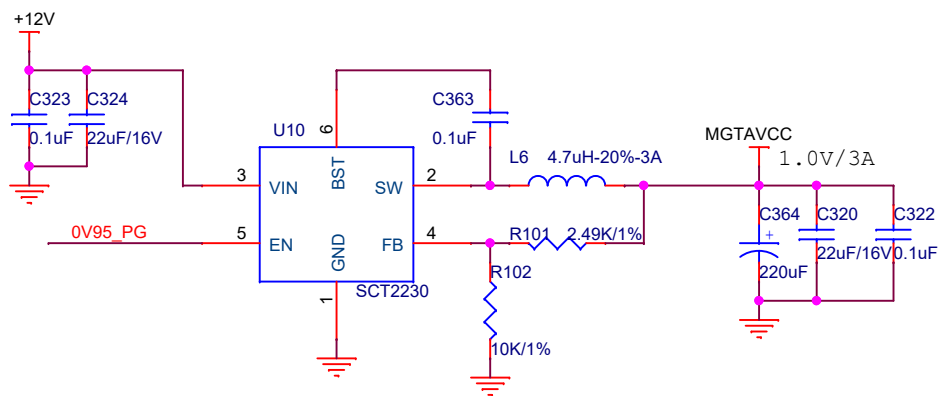 +12V
C323
C324
0.1uF
22uF/16V
U10
6
BST
C363
0.1uF
3
VIN
SW
2
L6
4.7uH-20%-3A
MGTAVCC
1.0V/3A
0V95_PG
5
EN
GND
FB
4
R101
2.49K/1%
C364
+
C320
C322
220uF
22uF/16V
0.1uF
R102
SCT2230
1
10K/1%